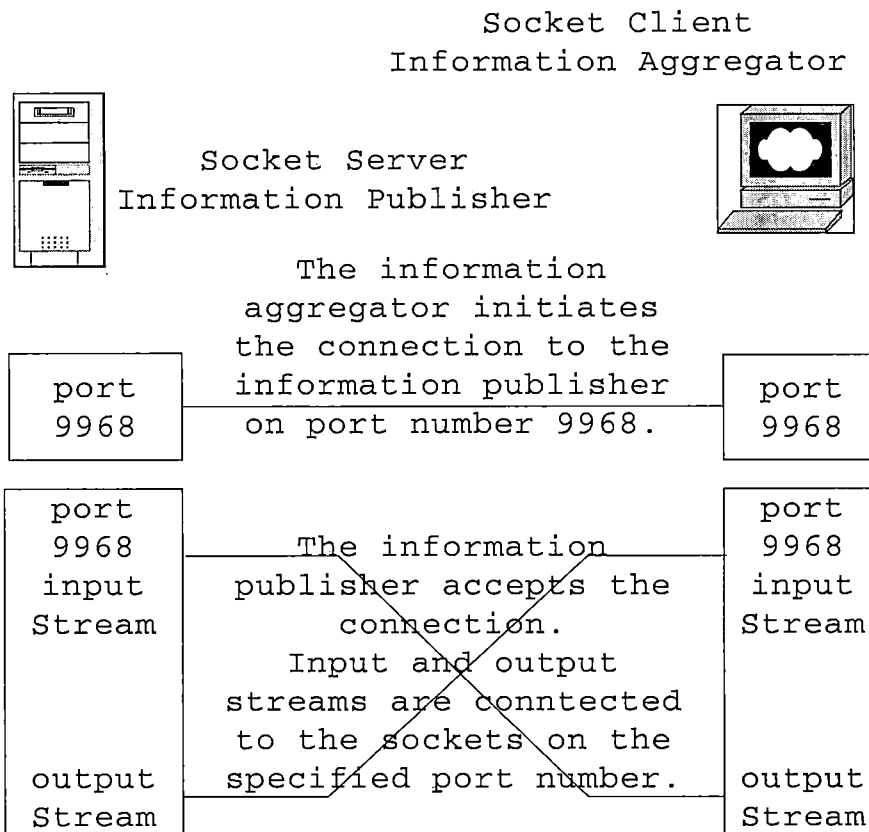 Socket Client
Information Aggregator
Socket Server
Information Publisher
The information
aggregator initiates
the connection to the
information publisher
on port number 9968.
port
9968
port
9968
port
9968
input
Stream
output
Stream
The information
publisher accepts the
connection.
Input and output
streams are conntected
to the sockets on the
specified port number.
port
9968
input
Stream
output
Stream